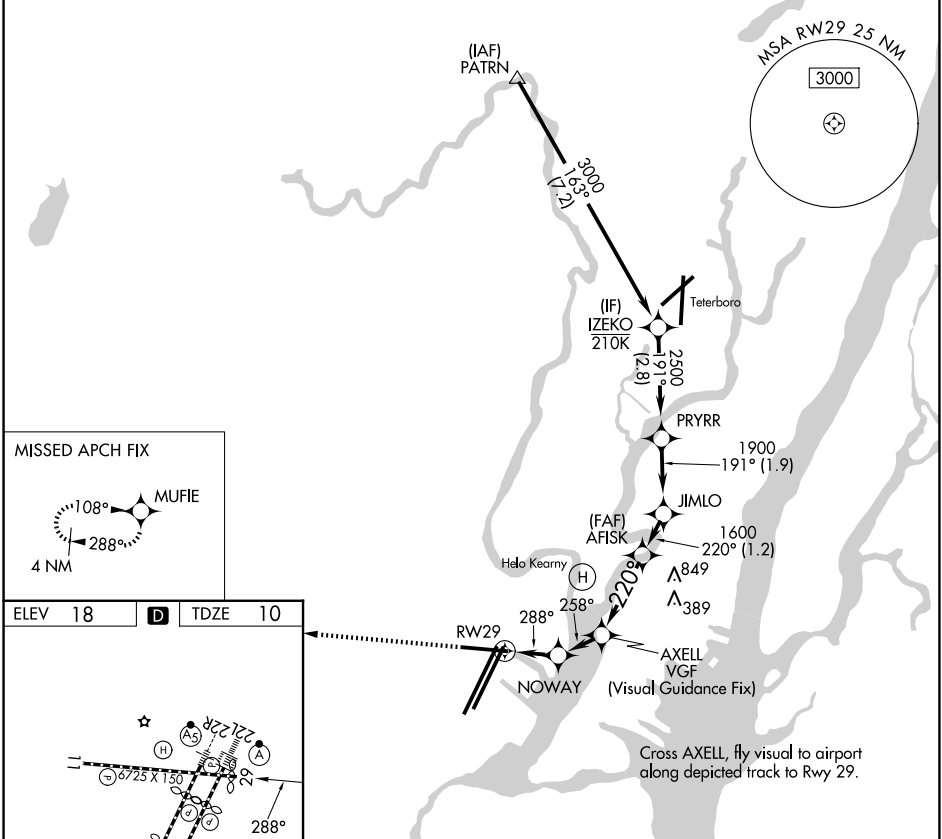 (IAF)
PATRN
MSA RW29 25 NM
3000
3000
163°
(7.2)
Teterboro
(IF)
IZEKO
210K
2500
191°
(2.8)
PRYRR
1900
191° (1.9)
JIMLO
(FAF)
AFISK
1600
220° (1.2)
Helo Kearny
H
220°
849
389
258°
288°
RW29
AXELL
VGF
(Visual Guidance Fix)
NOWAY
Cross AXELL, fly visual to airport
along depicted track to Rwy 29.
MISSED APCH FIX
MUFIE
108°
288°
4 NM
ELEV 18
D
TDZE 10
A5
22R
22L
A
H
11
P
6725 X 150
29
P
P
288°